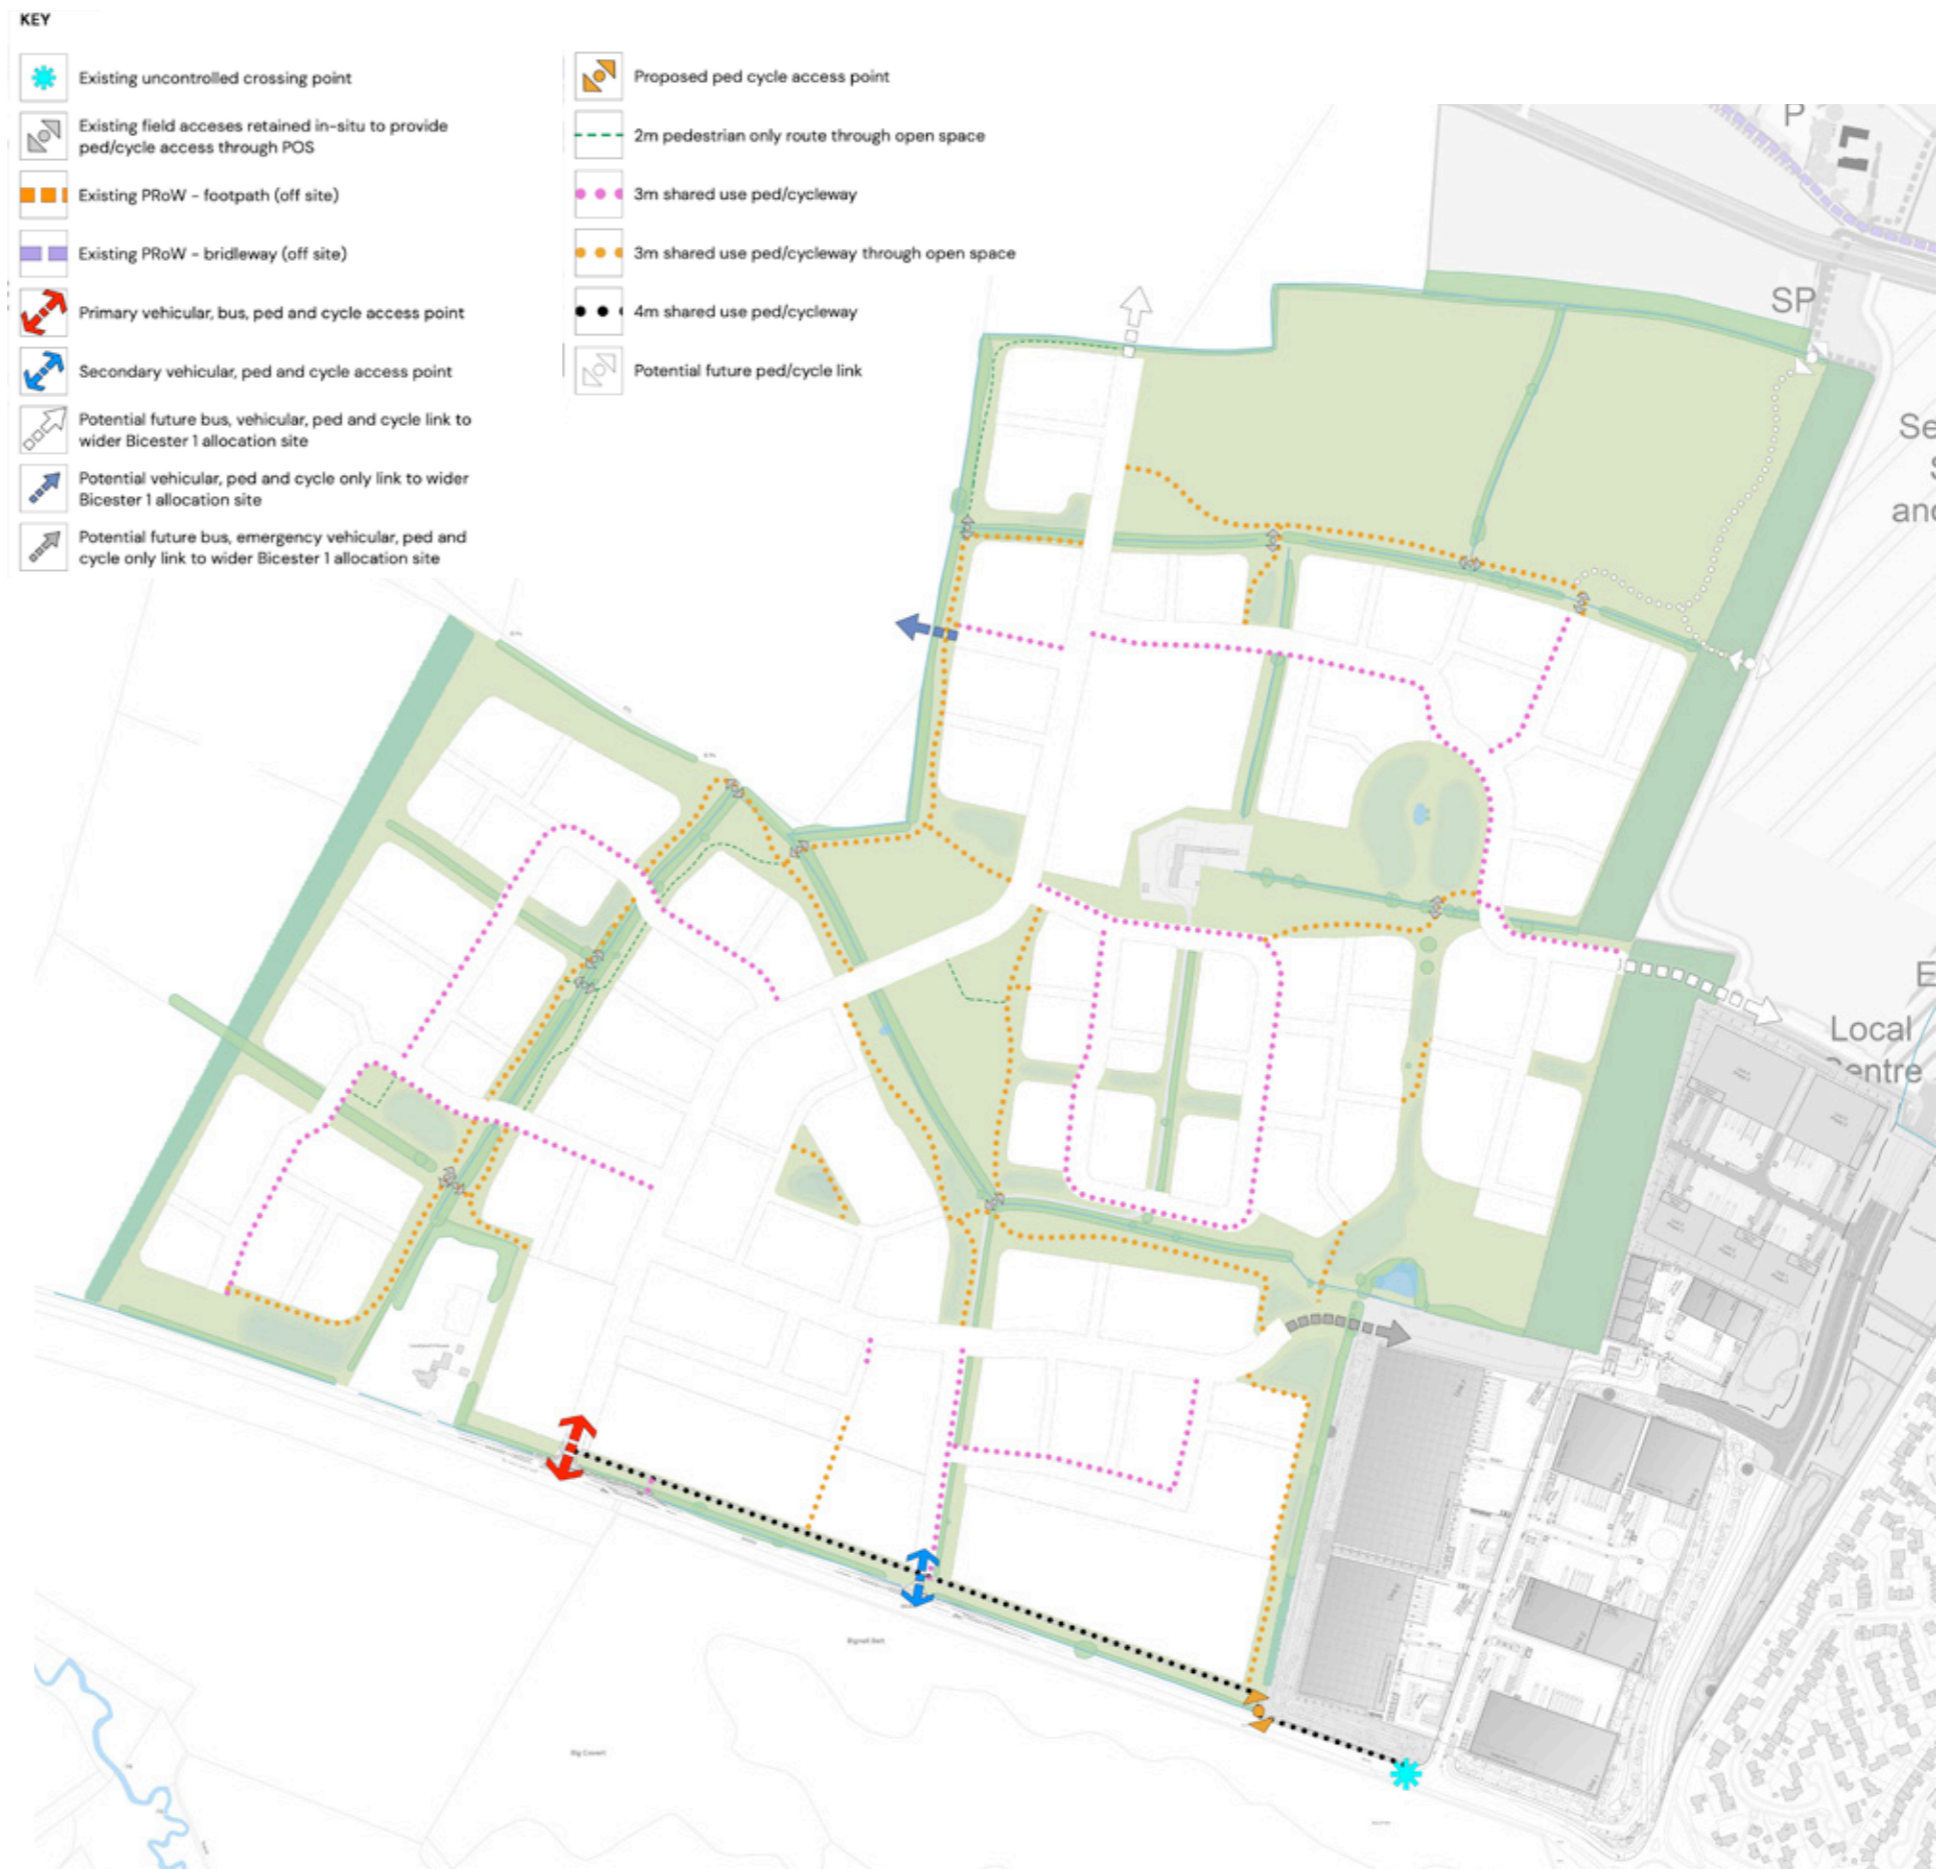 KEY
Existing uncontrolled crossing point
Existing field acceses retained in-situ to provide
ped/cycle access through POS
Existing PRoW - footpath (off site)
Existing PRoW - bridleway (off site)
Primary vehicular, bus, ped and cycle access point
Secondary vehicular, ped and cycle access point
Potential future bus, vehicular, ped and cycle link to
wider Bicester 1 allocation site
Potential vehicular, ped and cycle only link to wider
Bicester 1 allocation site
Potential future bus, emergency vehicular, ped and
cycle only link to wider Bicester 1 allocation site
Proposed ped cycle access point
2m pedestrian only route through open space
3m shared use ped/cycleway
3m shared use ped/cycleway through open space
4m shared use ped/cycleway
Potential future ped/cycle link
P
SP
Se
S
and
E
Local
Centre
Bignell Belt
Big Covert